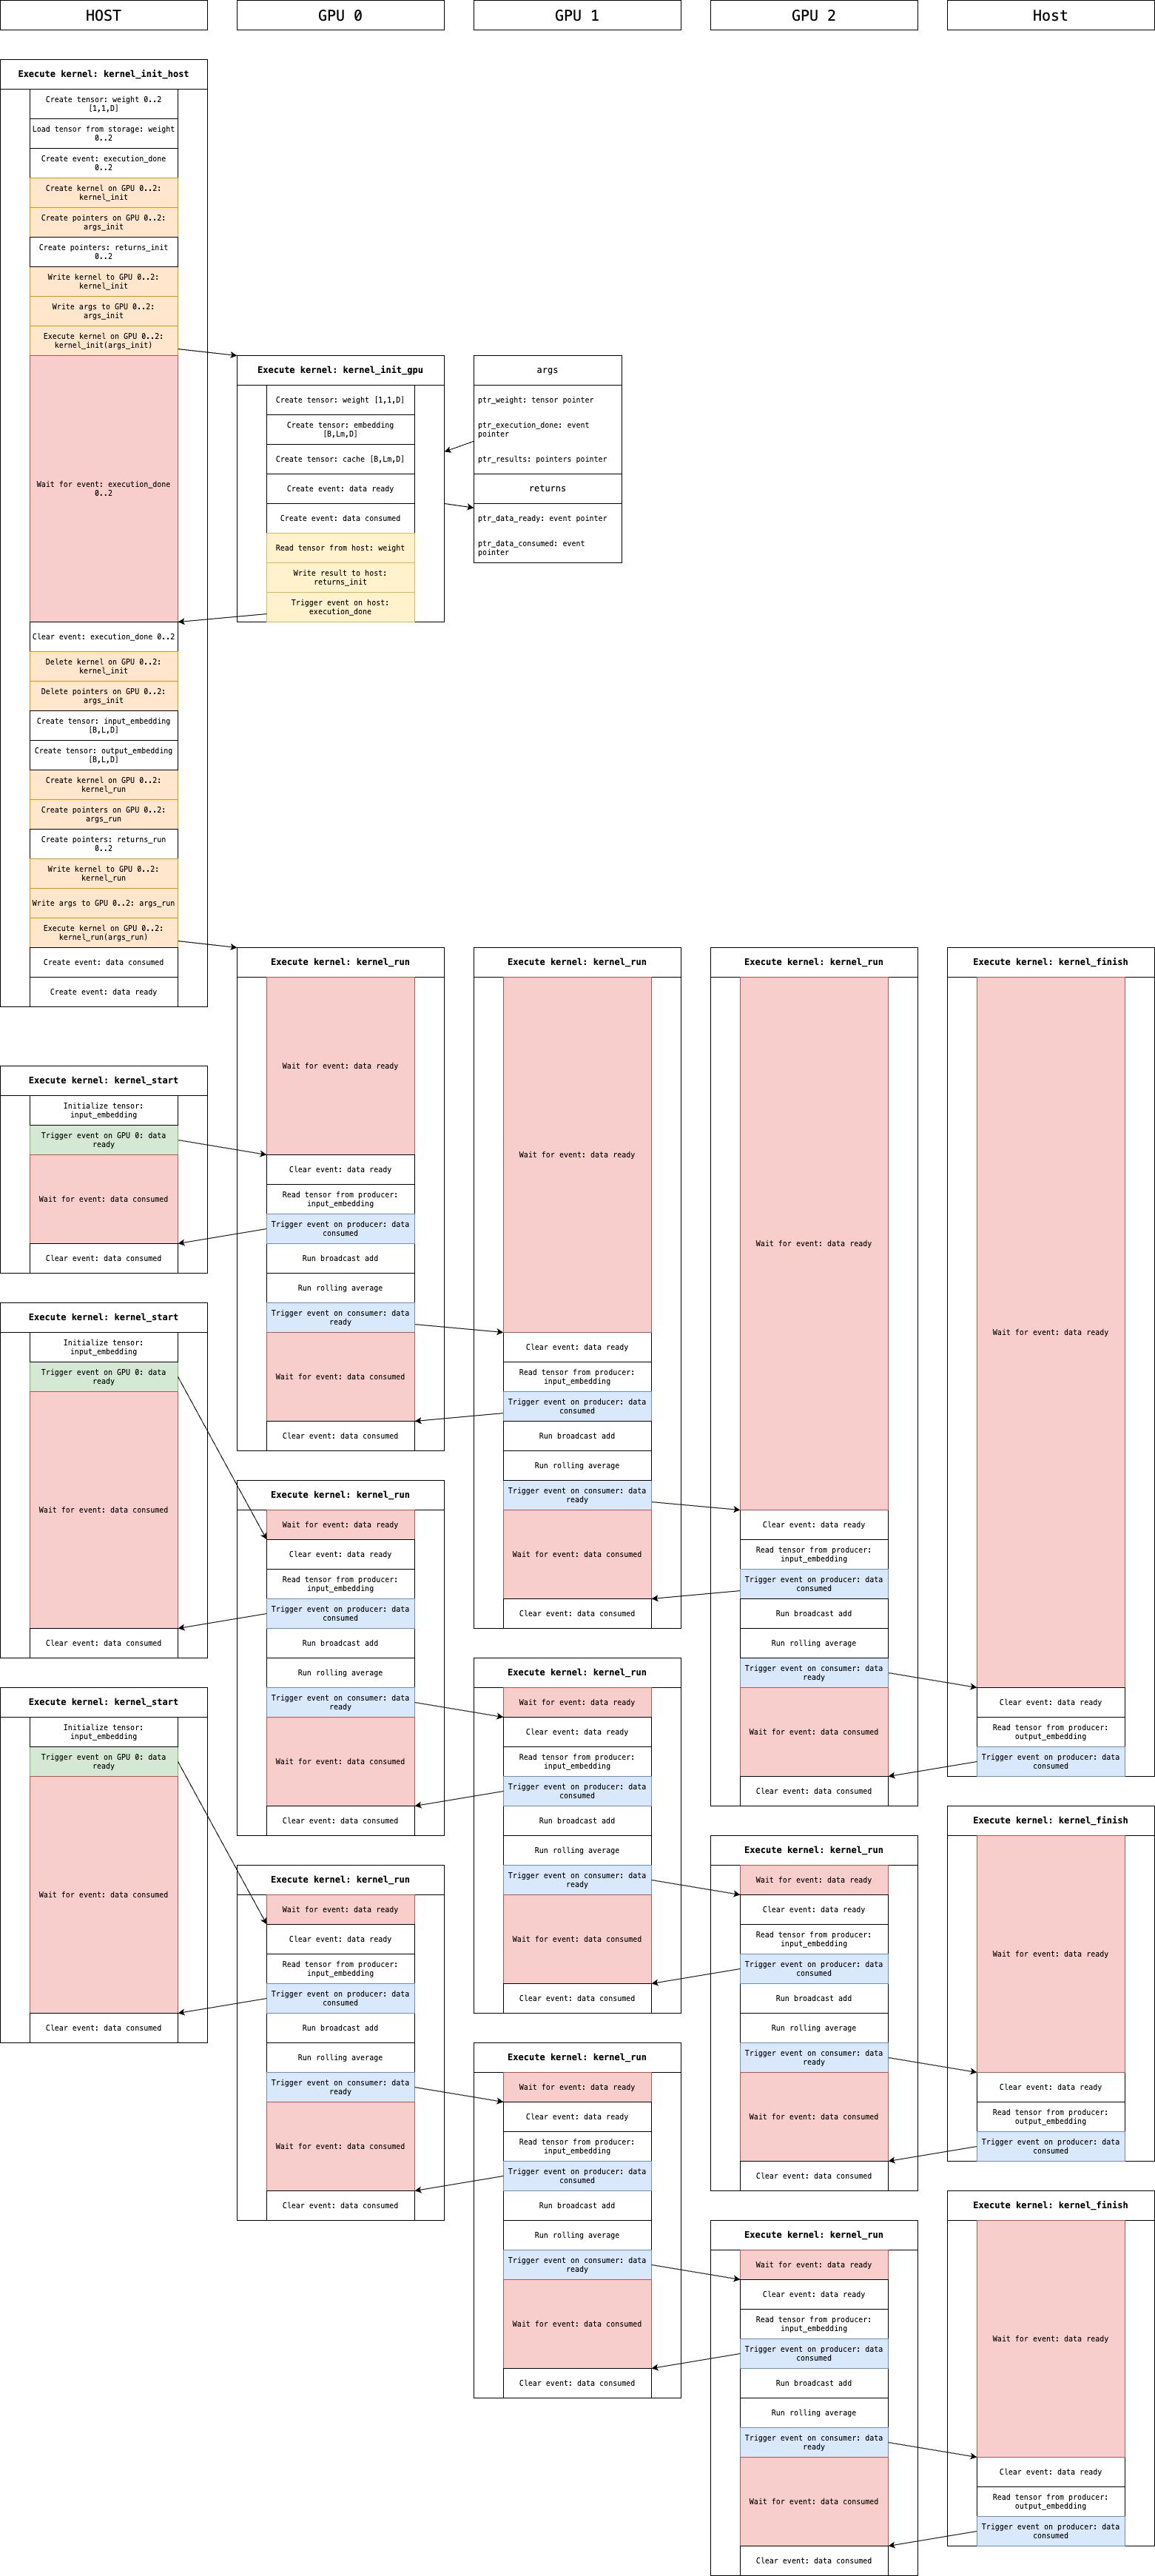 HOST
GPU 0
GPU 1
GPU 2
Host
Execute kernel: kernel_init_host
Create tensor: weight 0..2
[1,1,D]
Load tensor from storage: weight
0..2
Create event: execution_done
0..2
Create kernel on GPU 0..2:
kernel_init
Create pointers on GPU 0..2:
args_init
Create pointers: returns_init
0..2
Write kernel to GPU 0..2:
kernel_init
Write args to GPU 0..2:
args_init
Execute kernel on GPU 0..2:
kernel_init(args_init)
Wait for event: execution_done
0..2
Clear event: execution_done 0..2
Delete kernel on GPU 0..2:
kernel_init
Delete pointers on GPU 0..2:
args_init
Create tensor: input_embedding
[B,L,D]
Create tensor: output_embedding
[B,L,D]
Create kernel on GPU 0..2:
kernel_run
Create pointers on GPU 0..2:
args_run
Create pointers: returns_run
0..2
Write kernel to GPU 0..2:
kernel_run
Write args to GPU 0..2: args_run
Execute kernel on GPU 0..2:
kernel_run(args_run)
Create event: data consumed
Create event: data ready
Execute kernel: kernel_init_gpu
Create tensor: weight [1,1,D]
Create tensor: embedding
[B,Lm,D]
Create tensor: cache [B,Lm,D]
Create event: data ready
Create event: data consumed
Read tensor from host: weight
Write result to host:
returns_init
Trigger event on host:
execution_done
args
ptr_weight: tensor pointer
ptr_execution_done: event
pointer
ptr_results: pointers pointer
returns
ptr_data_ready: event pointer
ptr_data_consumed: event
pointer
Execute kernel: kernel_start
Initialize tensor:
input_embedding
Trigger event on GPU 0: data
ready
Wait for event: data consumed
Clear event: data consumed
Execute kernel: kernel_start
Initialize tensor:
input_embedding
Trigger event on GPU 0: data
ready
Wait for event: data consumed
Clear event: data consumed
Execute kernel: kernel_start
Initialize tensor:
input_embedding
Trigger event on GPU 0: data
ready
Wait for event: data consumed
Clear event: data consumed
Execute kernel: kernel_run
Wait for event: data ready
Clear event: data ready
Read tensor from producer:
input_embedding
Trigger event on producer: data
consumed
Run broadcast add
Run rolling average
Trigger event on consumer: data
ready
Wait for event: data consumed
Clear event: data consumed
Execute kernel: kernel_run
Wait for event: data ready
Clear event: data ready
Read tensor from producer:
input_embedding
Trigger event on producer: data
consumed
Run broadcast add
Run rolling average
Trigger event on consumer: data
ready
Wait for event: data consumed
Clear event: data consumed
Execute kernel: kernel_run
Wait for event: data ready
Clear event: data ready
Read tensor from producer:
input_embedding
Trigger event on producer: data
consumed
Run broadcast add
Run rolling average
Trigger event on consumer: data
ready
Wait for event: data consumed
Clear event: data consumed
Execute kernel: kernel_run
Wait for event: data ready
Clear event: data ready
Read tensor from producer:
input_embedding
Trigger event on producer: data
consumed
Run broadcast add
Run rolling average
Trigger event on consumer: data
ready
Wait for event: data consumed
Clear event: data consumed
Execute kernel: kernel_run
Wait for event: data ready
Clear event: data ready
Read tensor from producer:
input_embedding
Trigger event on producer: data
consumed
Run broadcast add
Run rolling average
Trigger event on consumer: data
ready
Wait for event: data consumed
Clear event: data consumed
Execute kernel: kernel_run
Wait for event: data ready
Clear event: data ready
Read tensor from producer:
input_embedding
Trigger event on producer: data
consumed
Run broadcast add
Run rolling average
Trigger event on consumer: data
ready
Wait for event: data consumed
Clear event: data consumed
Execute kernel: kernel_run
Wait for event: data ready
Clear event: data ready
Read tensor from producer:
input_embedding
Trigger event on producer: data
consumed
Run broadcast add
Run rolling average
Trigger event on consumer: data
ready
Wait for event: data consumed
Clear event: data consumed
Execute kernel: kernel_run
Wait for event: data ready
Clear event: data ready
Read tensor from producer:
input_embedding
Trigger event on producer: data
consumed
Run broadcast add
Run rolling average
Trigger event on consumer: data
ready
Wait for event: data consumed
Clear event: data consumed
Execute kernel: kernel_run
Wait for event: data ready
Clear event: data ready
Read tensor from producer:
input_embedding
Trigger event on producer: data
consumed
Run broadcast add
Run rolling average
Trigger event on consumer: data
ready
Wait for event: data consumed
Clear event: data consumed
Execute kernel: kernel_finish
Wait for event: data ready
Clear event: data ready
Read tensor from producer:
output_embedding
Trigger event on producer: data
consumed
Execute kernel: kernel_finish
Wait for event: data ready
Clear event: data ready
Read tensor from producer:
output_embedding
Trigger event on producer: data
consumed
Execute kernel: kernel_finish
Wait for event: data ready
Clear event: data ready
Read tensor from producer:
output_embedding
Trigger event on producer: data
consumed